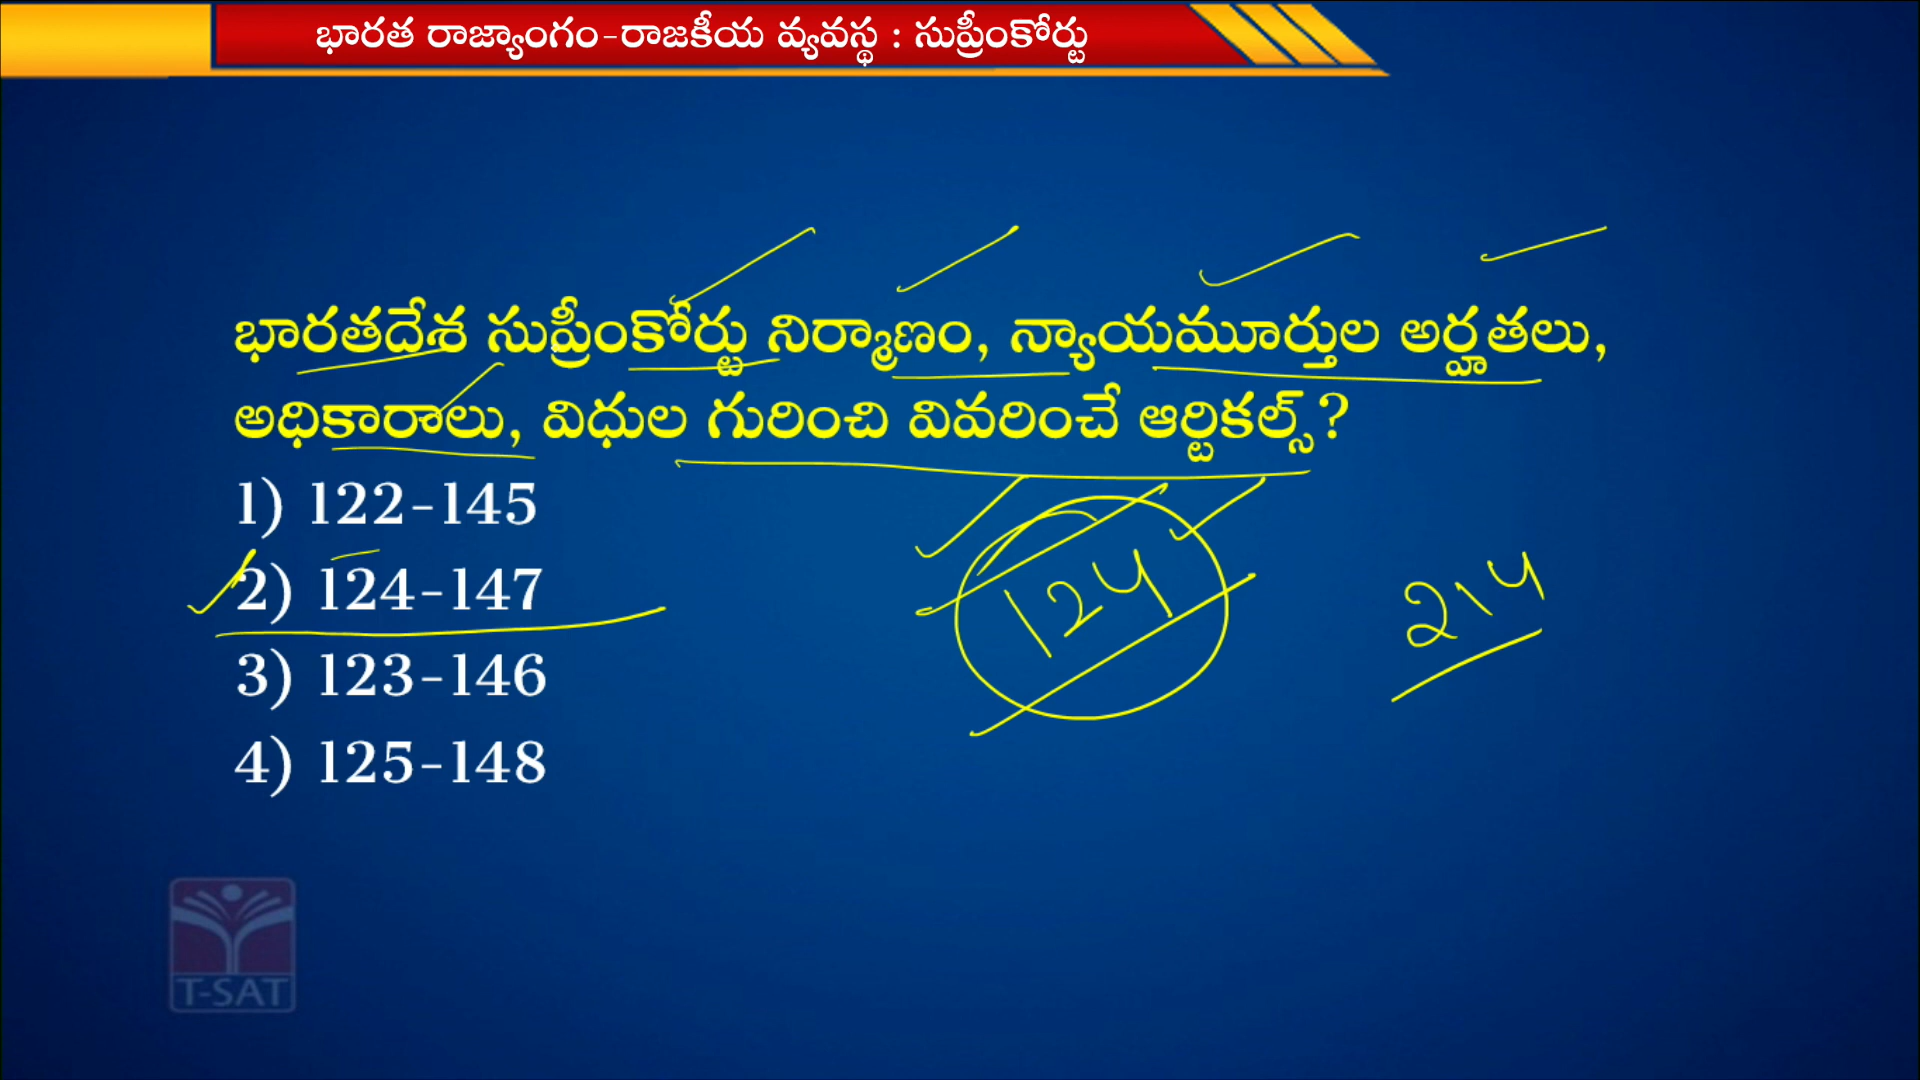 భారత రాజ్యాంగం-రాజకీయ వ్యవస్థ : సుప్రీంకోర్టు
భారతదేశ సుప్రీంకోర్టు నిర్మాణం, న్యాయమూర్తుల అర్హతలు,
అధికారాలు, విధుల గురించి వివరించే ఆర్టికల్స్?
1) 122-145
2) 124-147
3) 123-146
4) 125-148
124
214
T-SAT